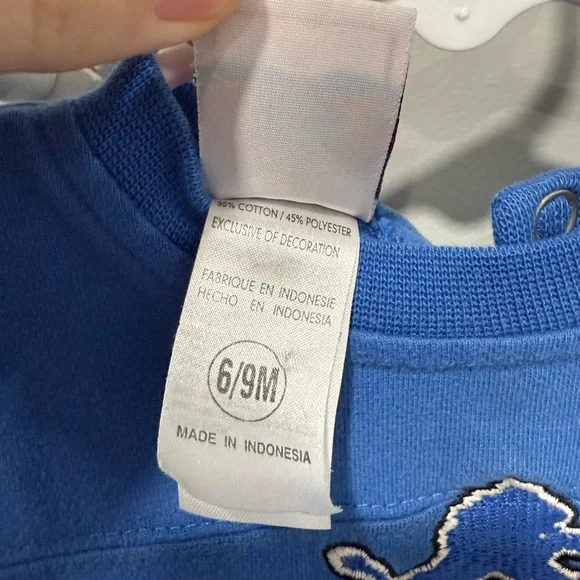 55% COTTON / 45% POLYESTER
EXCLUSIVE OF DECORATION
FABRIQUE EN INDONESIE
HECHO EN INDONESIA
6/9M
MADE IN INDONESIA